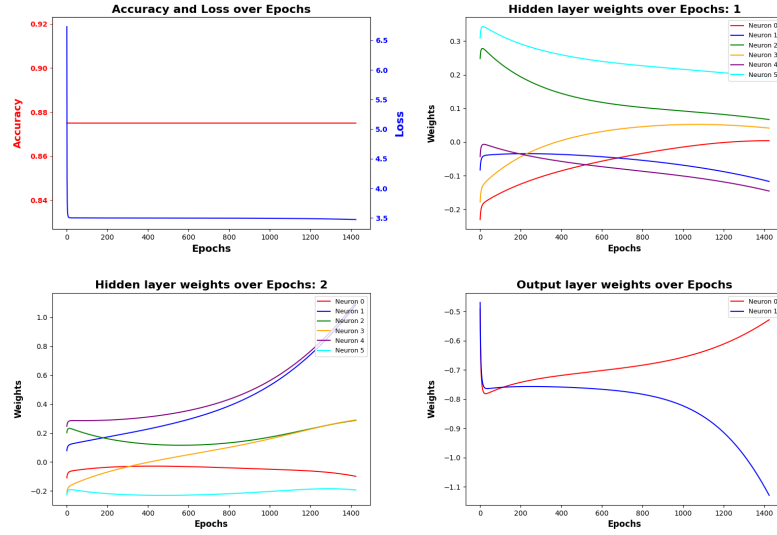 Accuracy and Loss over Epochs
0.92
0.90
0.88
0.86
0.84
Accuracy
6.5
6.0
5.5
5.0
4.5
4.0
3.5
Loss
0 200 400 600 800 1000 1200 1400
Epochs
Hidden layer weights over Epochs: 1
0.3
0.2
0.1
0.0
−0.1
−0.2
Weights
Neuron 0
Neuron 1
Neuron 2
Neuron 3
Neuron 4
Neuron 5
0 200 400 600 800 1000 1200 1400
Epochs
Hidden layer weights over Epochs: 2
1.0
0.8
0.6
0.4
0.2
0.0
−0.2
Weights
Neuron 0
Neuron 1
Neuron 2
Neuron 3
Neuron 4
Neuron 5
0 200 400 600 800 1000 1200 1400
Epochs
Output layer weights over Epochs
−0.5
−0.6
−0.7
−0.8
−0.9
−1.0
−1.1
Weights
Neuron 0
Neuron 1
0 200 400 600 800 1000 1200 1400
Epochs